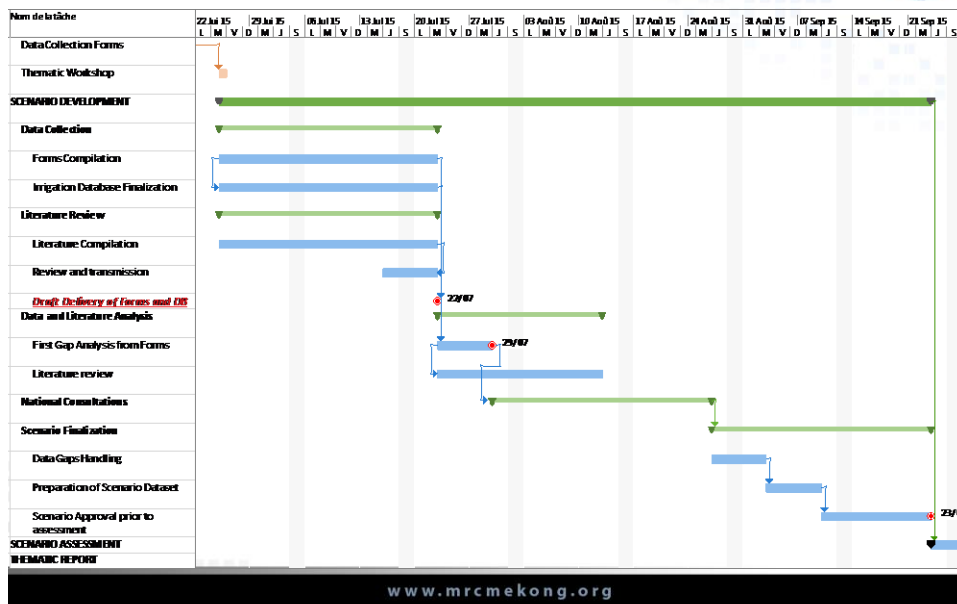 Nom de la tâche
22 Jui 15 29 Jui 15 06 Jul 15 13 Jul 15 20 Jul 15 27 Jul 15 03 Aoû 15 10 Aoû 15 17 Aoû 15 24 Aoû 15 31 Aoû 15 07 Sep 15 14 Sep 15 21 Sep 15
L M V D M J S L M V D M J S L M V D M J S L M V D M J S L M V D M J S L M V D M J S L M V D M J S
Data Collection Forms
Thematic Workshop
SCENARIO DEVELOPMENT
Data Collection
Forms Compilation
Irrigation Database Finalization
Literature Review
Literature Compilation
Review and transmission
Draft Delivery of Forms and DB 22/07
Data and Literature Analysis
First Gap Analysis from Forms 29/07
Literature review
National Consultations
Scenario Finalization
Data Gaps Handling
Preparation of Scenario Dataset
Scenario Approval prior to 23/
assessment
SCENARIO ASSESSMENT
THEMATIC REPORT
www.mrcmekong.org